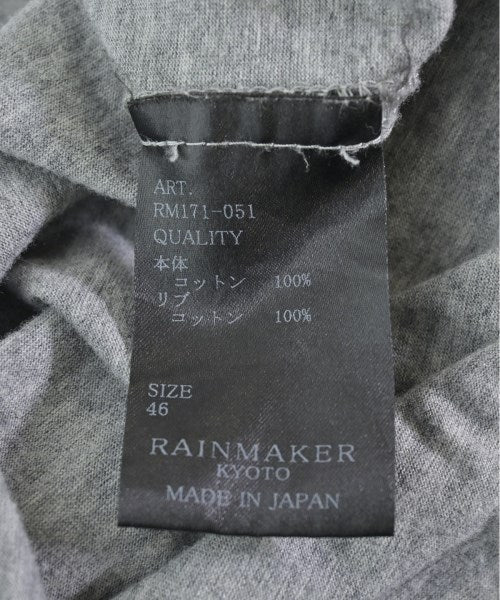 ART.
RM171-051
QUALITY
本体
コットン 100%
リブ
コットン 100%
SIZE
46
RAINMAKER
KYOTO
MADE IN JAPAN